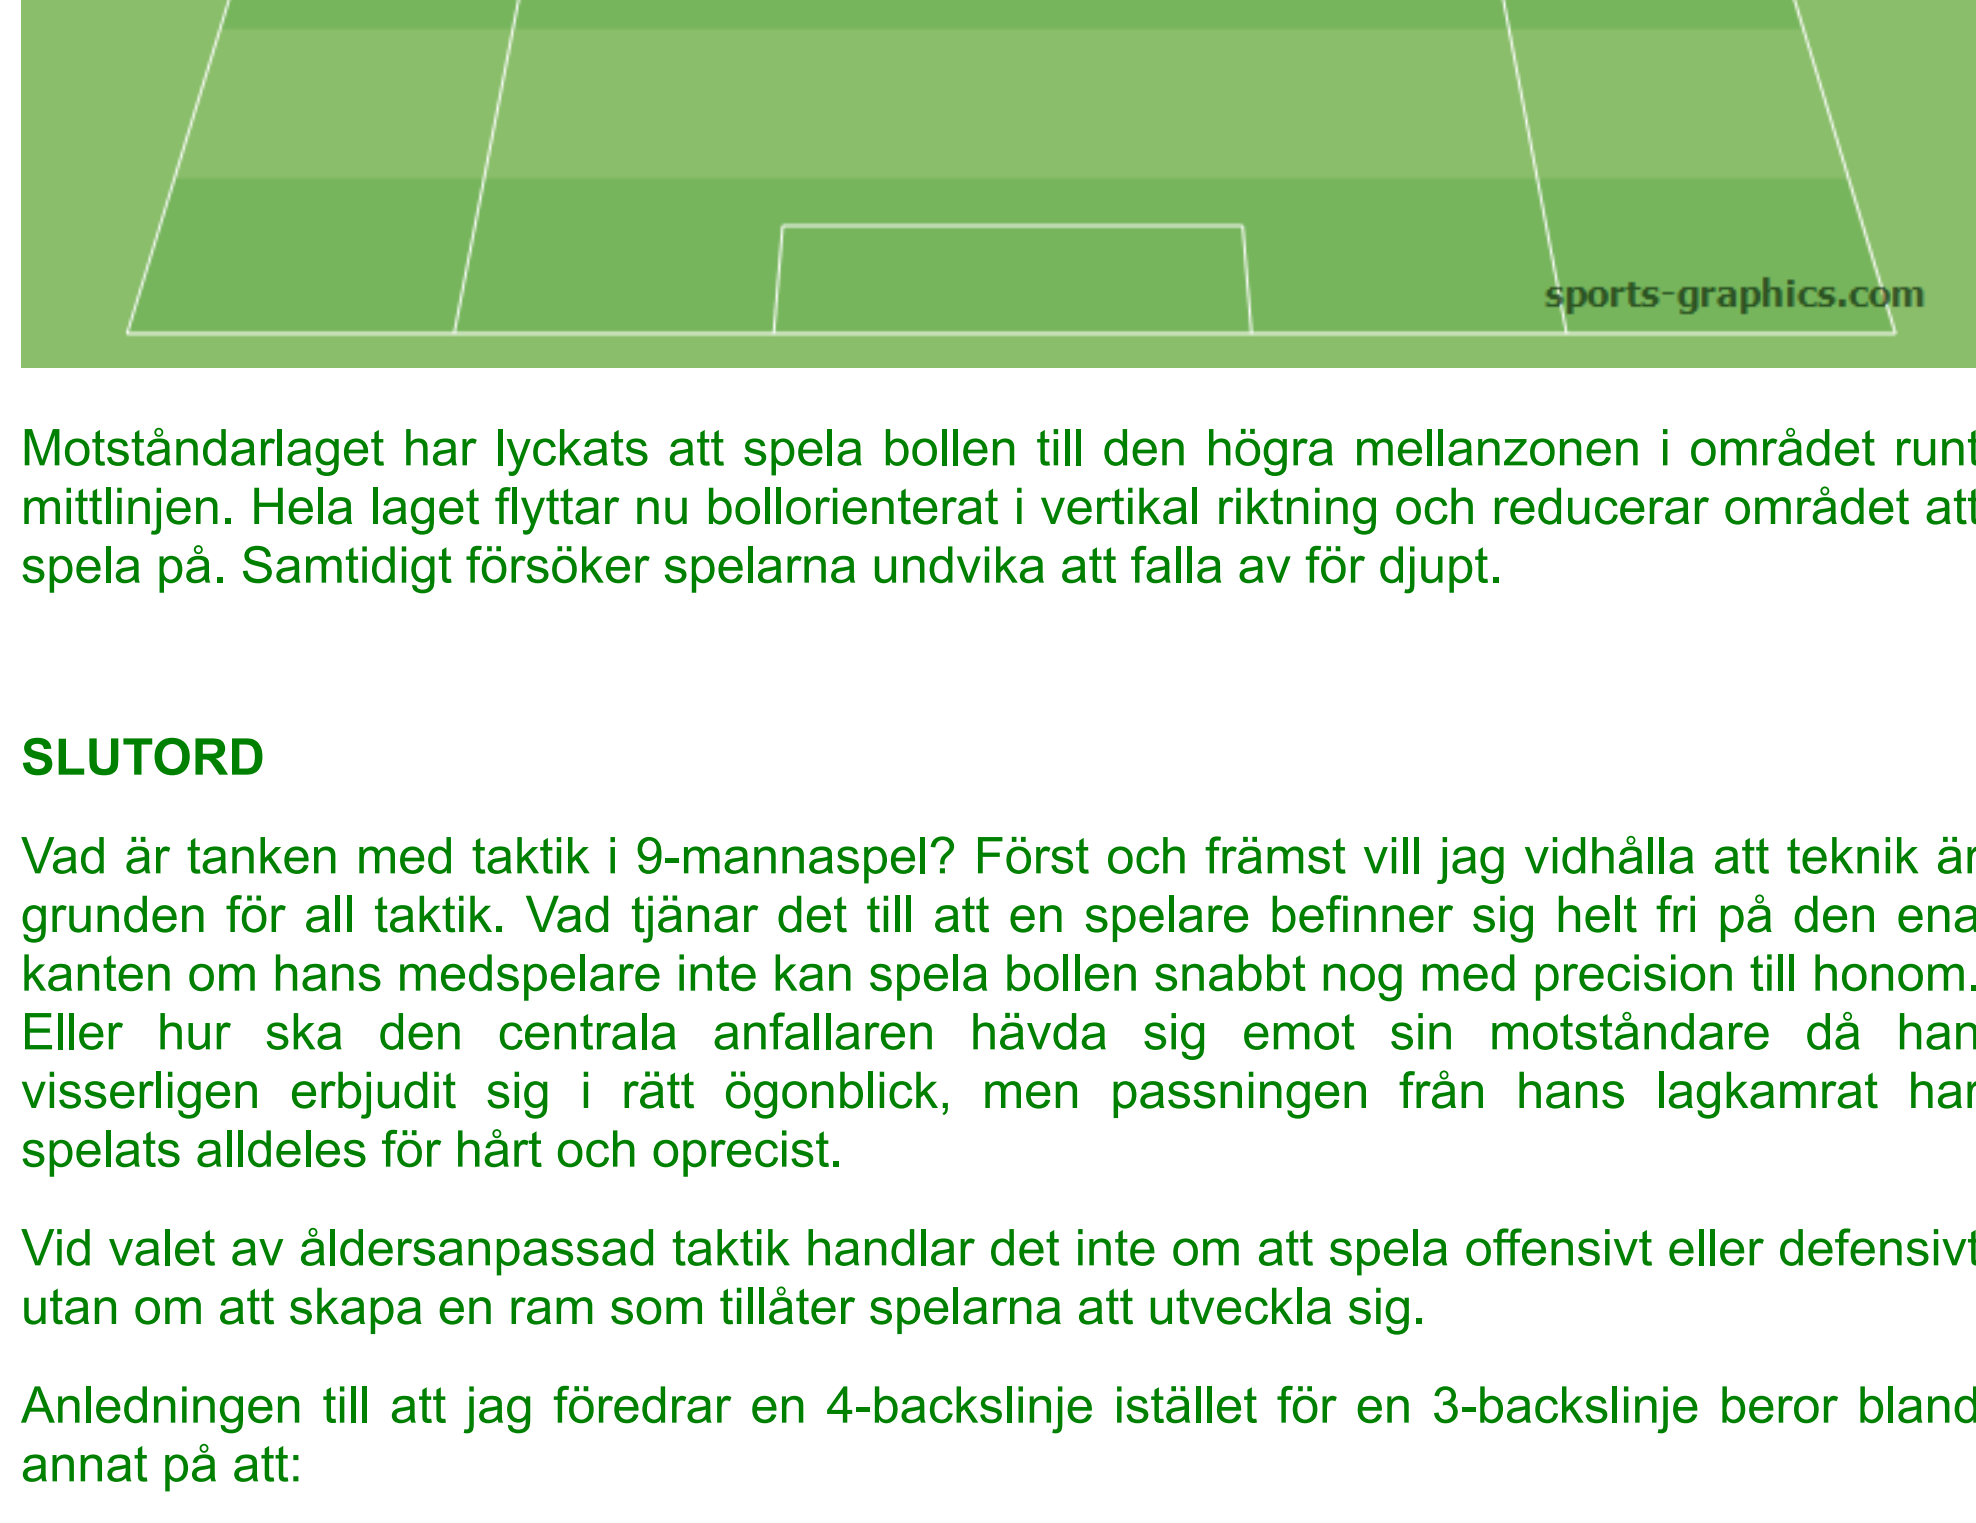 sports-graphics.com
Motståndarlaget har lyckats att spela bollen till den högra mellanzonen i området runt
mittlinjen. Hela laget flyttar nu bollorienterat i vertikal riktning och reducerar området att
spela på. Samtidigt försöker spelarna undvika att falla av för djupt.
SLUTORD
Vad är tanken med taktik i 9-mannaspel? Först och främst vill jag vidhålla att teknik är
grunden för all taktik. Vad tjänar det till att en spelare befinner sig helt fri på den ena
kanten om hans medspelare inte kan spela bollen snabbt nog med precision till honom.
Eller hur ska den centrala anfallaren hävda sig emot sin motståndare då han
visserligen erbjudit sig i rätt ögonblick, men passningen från hans lagkamrat har
spelats alldeles för hårt och oprecist.
Vid valet av åldersanpassad taktik handlar det inte om att spela offensivt eller defensivt
utan om att skapa en ram som tillåter spelarna att utveckla sig.
Anledningen till att jag föredrar en 4-backslinje istället för en 3-backslinje beror bland
annat på att: